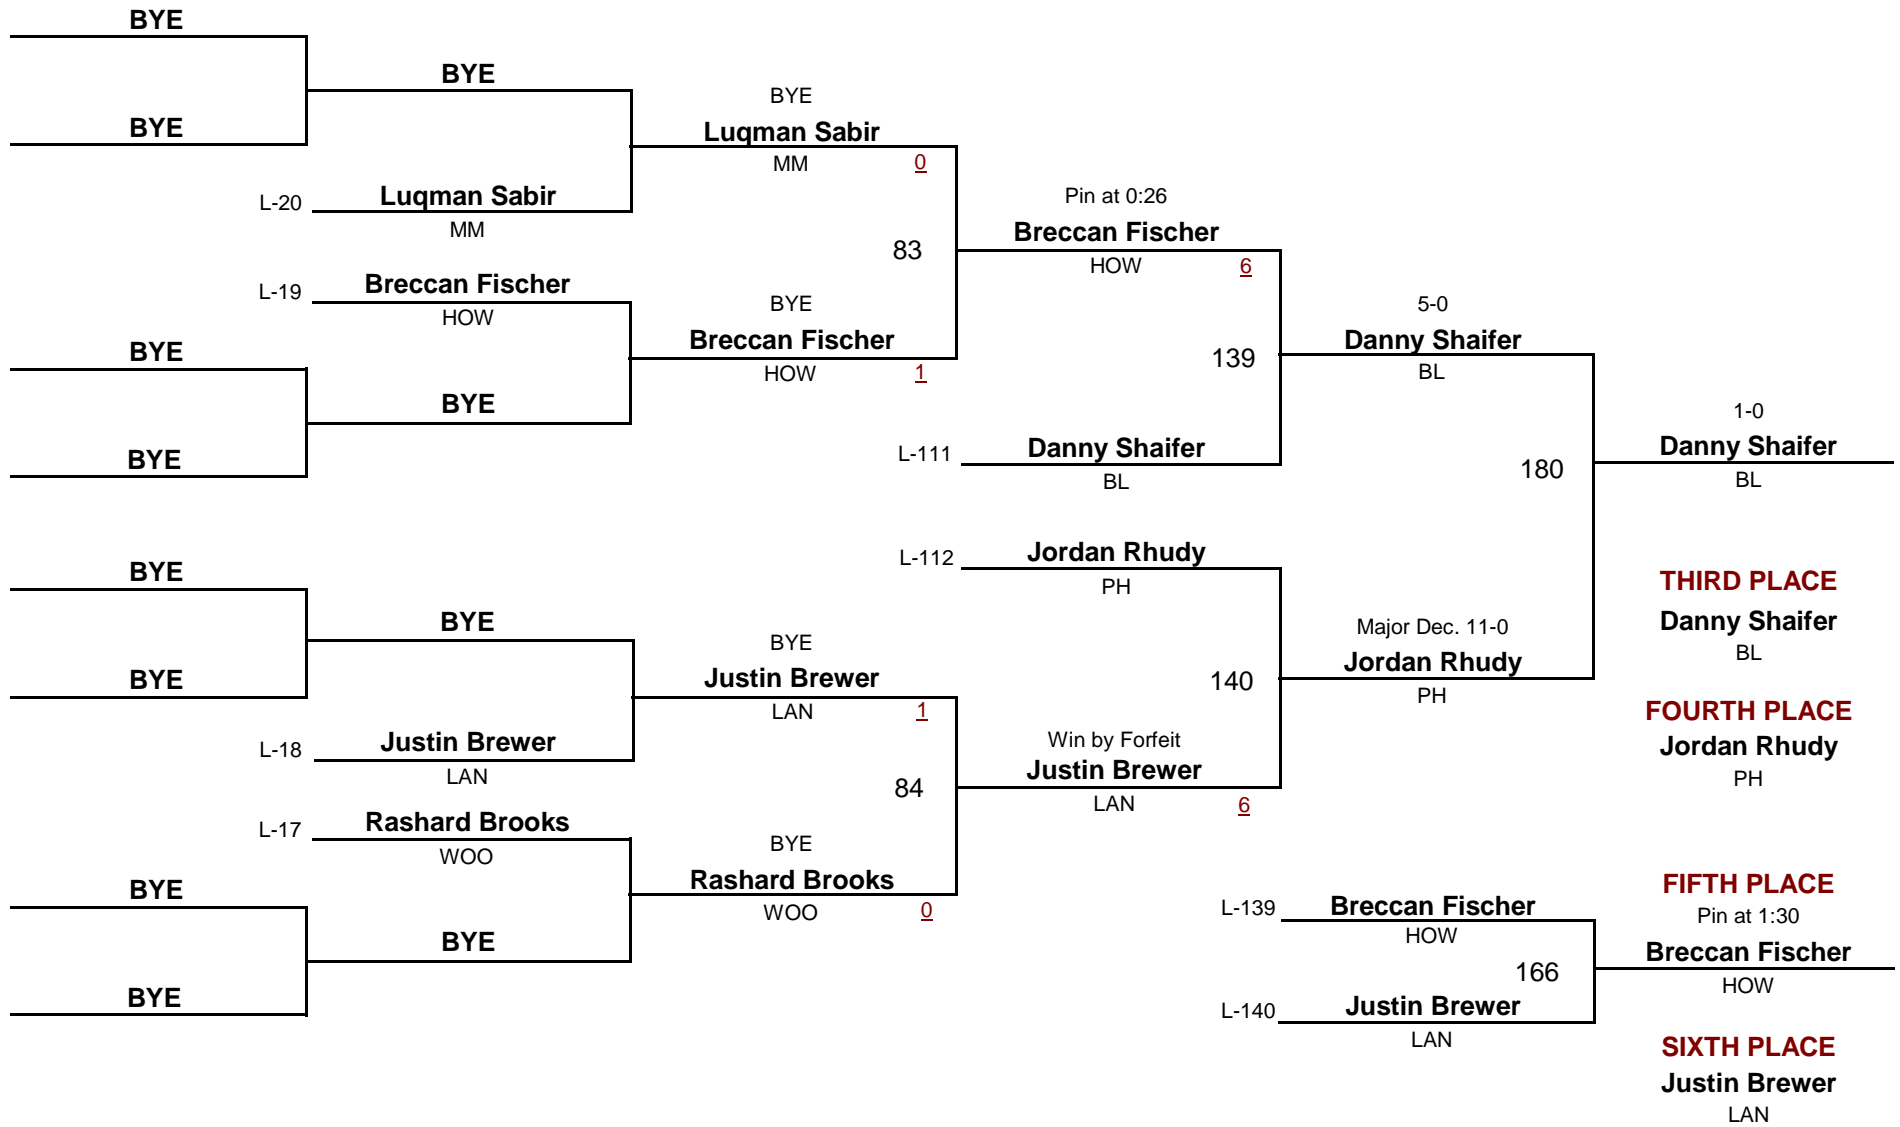 BYE
BYE
BYE
L-20
Luqman Sabir
MM
L-19
Breccan Fischer
HOW
BYE
BYE
BYE
BYE
Luqman Sabir
MM
0
83
BYE
Breccan Fischer
HOW
1
Pin at 0:26
Breccan Fischer
HOW
6
139
L-111
Danny Shaifer
BL
5-0
Danny Shaifer
BL
180
1-0
Danny Shaifer
BL
BYE
BYE
BYE
L-18
Justin Brewer
LAN
L-17
Rashard Brooks
WOO
BYE
BYE
BYE
BYE
Justin Brewer
LAN
1
84
BYE
Rashard Brooks
WOO
0
L-112
Jordan Rhudy
PH
140
Win by Forfeit
Justin Brewer
LAN
6
Major Dec. 11-0
Jordan Rhudy
PH
THIRD PLACE
Danny Shaifer
BL
FOURTH PLACE
Jordan Rhudy
PH
L-139
Breccan Fischer
HOW
166
L-140
Justin Brewer
LAN
FIFTH PLACE
Pin at 1:30
Breccan Fischer
HOW
SIXTH PLACE
Justin Brewer
LAN